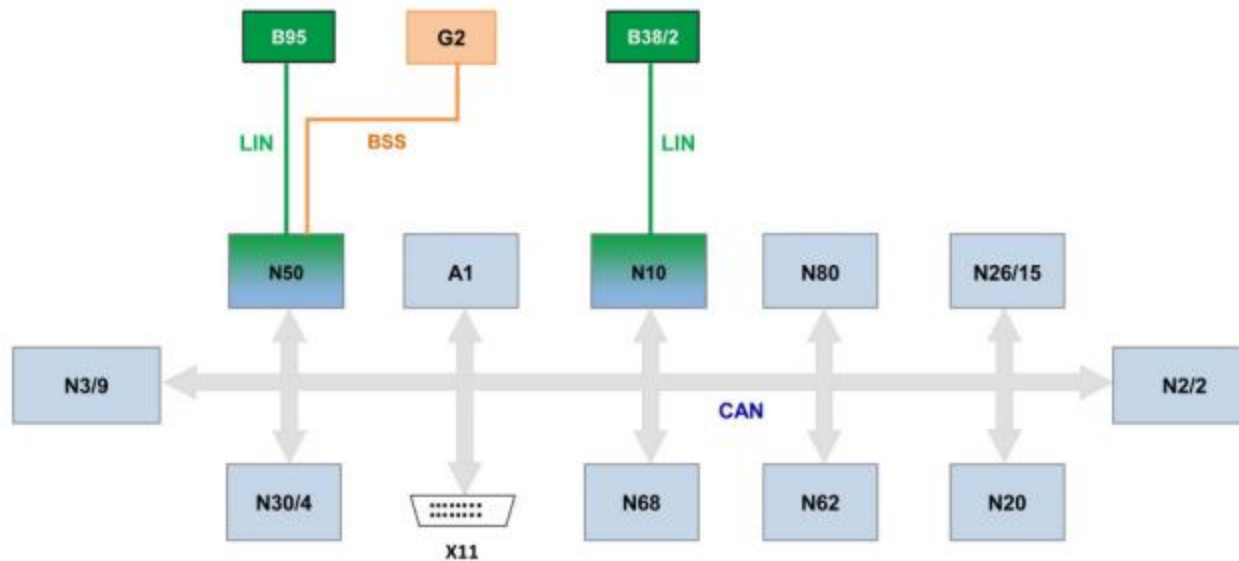 B95 G2 B38/2
LIN BSS LIN
N50 A1 N10 N80 N26/15
N3/9 N2/2
CAN
N30/4 N68 N62 N20
X11